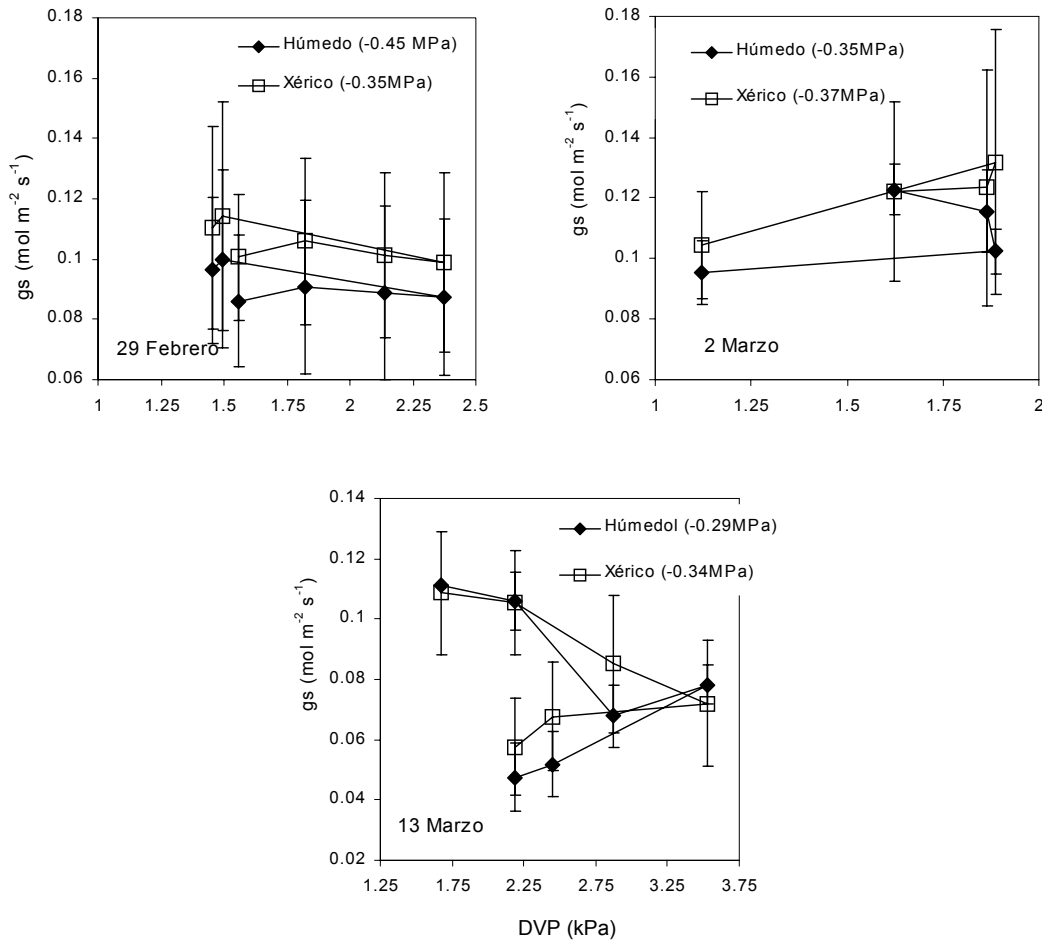 0.18
0.16
0.14
0.12
0.1
0.08
0.06
gs (mol m-2 s-1)
Húmedo (-0.45 MPa)
Xérico (-0.35MPa)
29 Febrero
1 1.25 1.5 1.75 2 2.25 2.5
0.18
0.16
0.14
0.12
0.1
0.08
0.06
gs (mol m-2 s-1)
Húmedo (-0.35MPa)
Xérico (-0.37MPa)
2 Marzo
1 1.25 1.5 1.75 2
0.14
0.12
0.1
0.08
0.06
0.04
0.02
gs (mol m-2 s-1)
Húmedol (-0.29MPa)
Xérico (-0.34MPa)
13 Marzo
1.25 1.75 2.25 2.75 3.25 3.75
DVP (kPa)